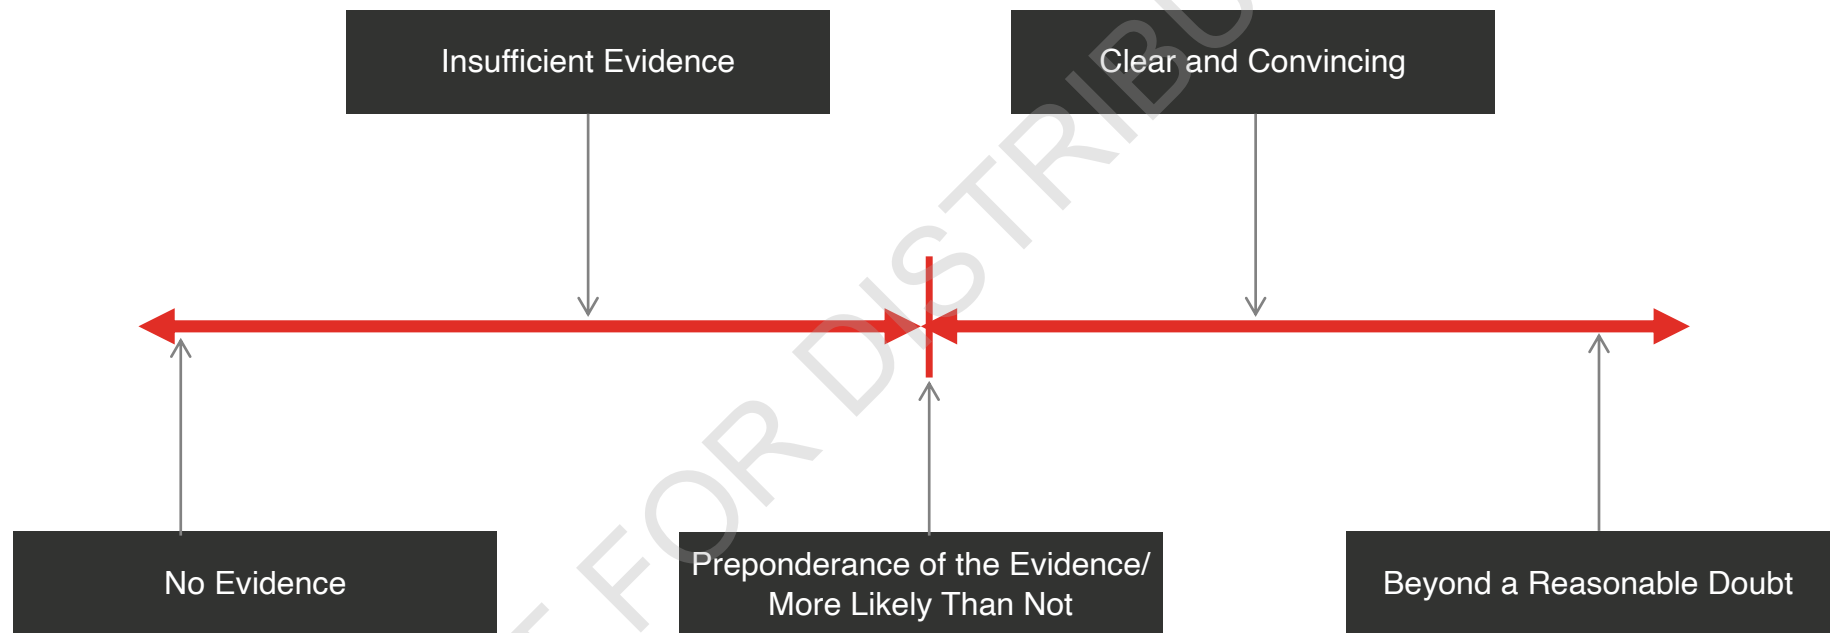 Insufficient Evidence
Clear and Convincing
No Evidence
Preponderance of the Evidence/
More Likely Than Not
Beyond a Reasonable Doubt
FOR DISTRIBU